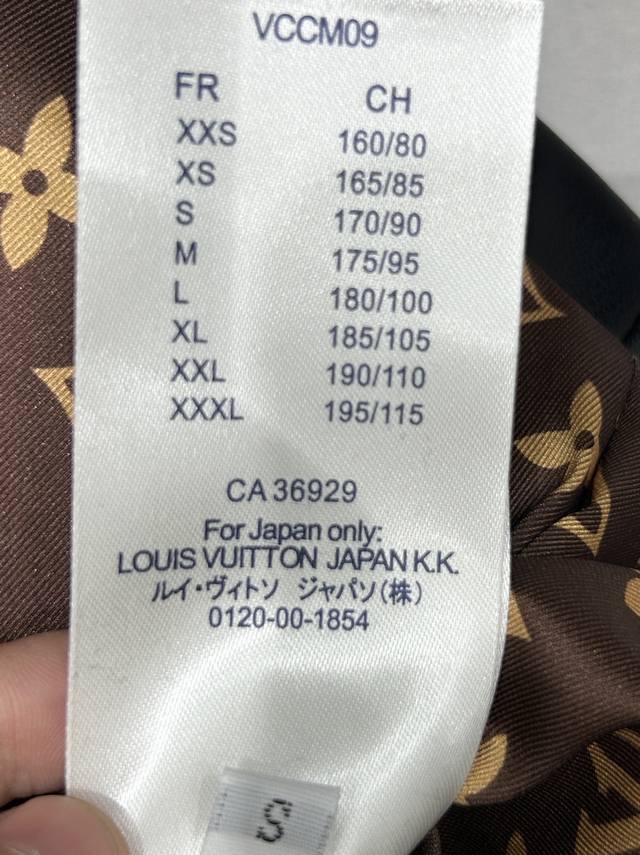 VCCM09
FR CH
XXS 160/80
XS 165/85
S 170/90
M 175/95
L 180/100
XL 185/105
XXL 190/110
XXXL 195/115
CA 36929
For Japan only:
LOUIS VUITTON JAPAN K.K.
ルイ・ヴィトソ ジャパソ(株)
0120-00-1854
S